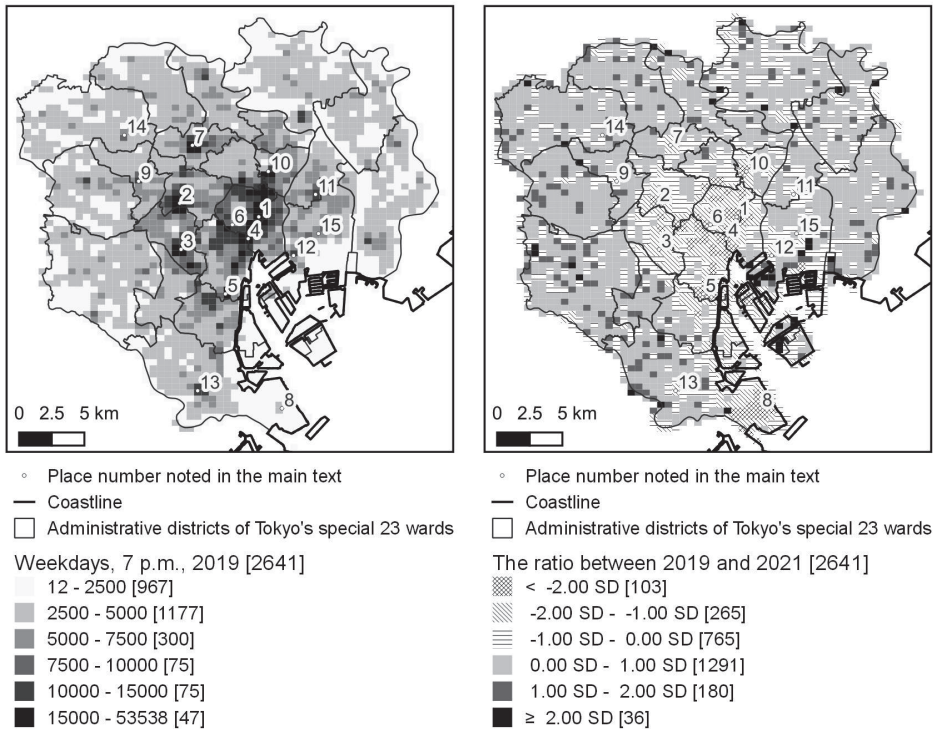 14
7
9
10
2
11
6
1
4
15
3
12
5
13
8
0 2.5 5 km
14
7
9
10
2
11
6
1
4
15
3
12
5
13
8
0 2.5 5 km
Place number noted in the main text
Coastline
Administrative districts of Tokyo's special 23 wards
Weekdays, 7 p.m., 2019 [2641]
12 - 2500 [967]
2500 - 5000 [1177]
5000 - 7500 [300]
7500 - 10000 [75]
10000 - 15000 [75]
15000 - 53538 [47]
Place number noted in the main text
Coastline
Administrative districts of Tokyo's special 23 wards
The ratio between 2019 and 2021 [2641]
< -2.00 SD [103]
-2.00 SD - -1.00 SD [265]
-1.00 SD - 0.00 SD [765]
0.00 SD - 1.00 SD [1291]
1.00 SD - 2.00 SD [180]
≥ 2.00 SD [36]